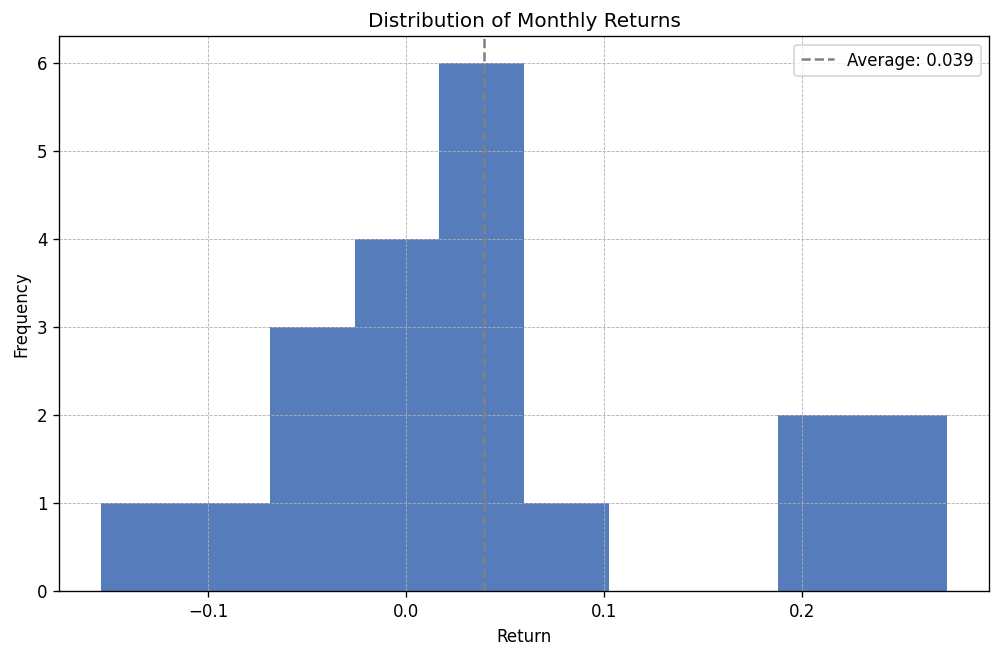 Distribution of Monthly Returns
Average: 0.039
6
5
4
3
2
1
0
Frequency
−0.1
0.0
0.1
0.2
Return